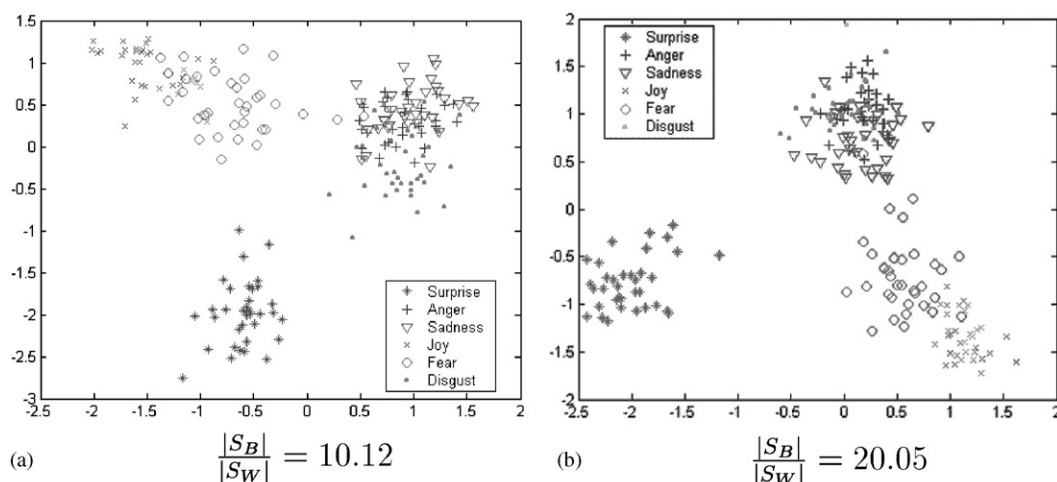 1.5
1
0.5
0
0.5
-1
-1.5
-2
-2.5
-3
Surprise
Anger
Sadness
Joy
Fear
Disgust
-2.5 -2 -1.5 -1 -0.5 0 0.5 1 1.5 2
(a) |S_B| / |S_W| = 10.12
2
1.5
1
0.5
0
0.5
-1
-1.5
-2
Surprise
Anger
Sadness
Joy
Fear
Disgust
-2.5 -2 -1.5 -1 -0.5 0 0.5 1 1.5 2
(b) |S_B| / |S_W| = 20.05